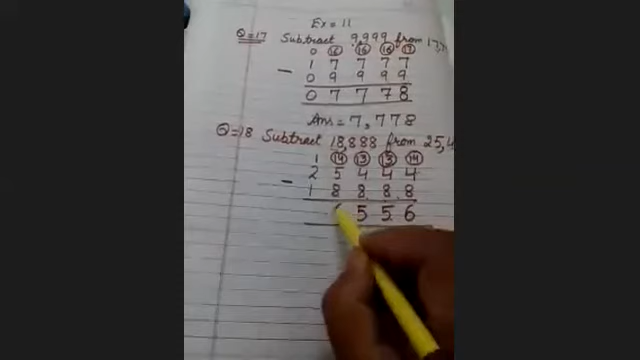 Ex = 11
Q=17 Subtract 9,999 from 17,7
0 16 16 16 17
1 7 7 7 7
- 0 9 9 9 9
0 7 7 7 8
Ans = 7,778
Q=18 Subtract 18,888 from 25,4
1 14 13 13 14
2 5 4 4 4
- 1 8 8 8 8
6 5 5 6